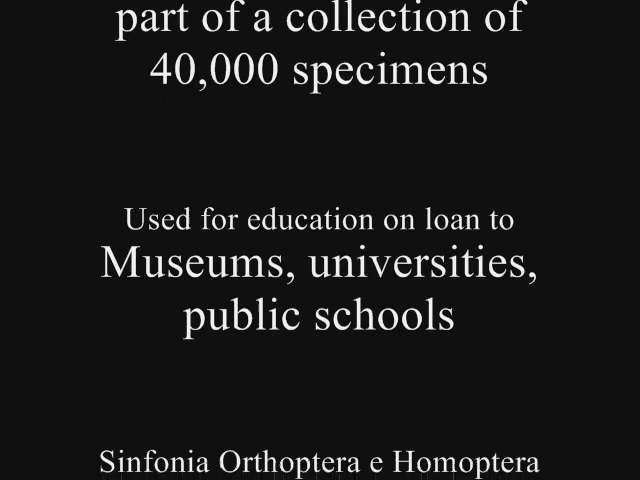 part of a collection of
40,000 specimens
Used for education on loan to
Museums, universities,
public schools
Sinfonia Orthoptera e Homoptera